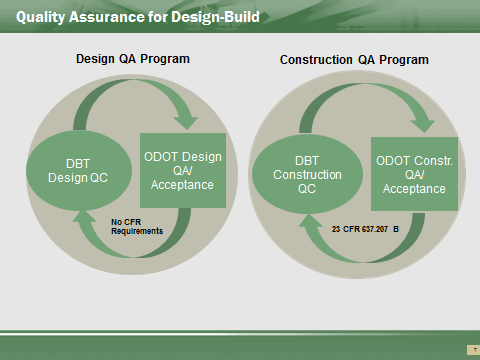 Quality Assurance for Design-Build
Design QA Program
DBT
Design QC
ODOT Design
QA/
Acceptance
No CFR
Requirements
Construction QA Program
DBT
Construction
QC
ODOT Constr.
QA/
Acceptance
23 CFR 637.207 B
7